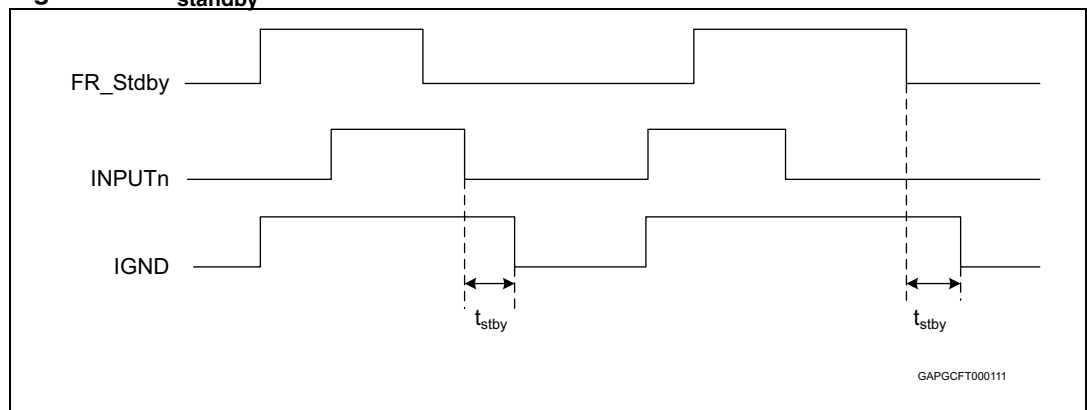 standby
FR_Stdby
INPUTn
IGND
tstby
tstby
GAPGCFT000111